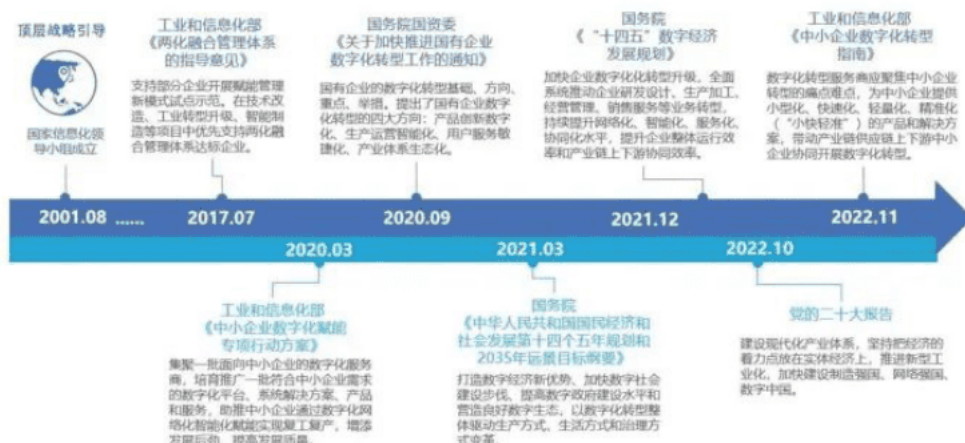 顶层战略引导
国家信息化领
导小组成立
工业和信息化部
《两化融合管理体系
的指导意见》
支持部分企业开展赋能管理
新模式试点示范。在技术改
造、工业转型升级、智能制
造等项目中优先支持两化融
合管理体系达标企业。
国务院国资委
《关于加快推进国有企业
数字化转型工作的通知》
国有企业的数字化转型基础、方向、
重点、举措。提出了国有企业数字
化转型的四大方向：产品创新数字
化、生产运营智能化、用户服务敏
捷化、产业体系生态化。
国务院
《“十四五”数字经济
发展规划》
加快企业数字化化转型升级，全面
系统推动企业研发设计、生产加工、
经营管理、销售服务等业务转型，
持续提升网络化、智能化、服务化、
协同化水平，提升企业整体运行效
率和产业链上下游协同效率。
工业和信息化部
《中小企业数字化转型
指南》
数字化转型服务商应聚焦中小企业
转型的痛点难点，为中小企业提供
小型化、快速化、轻量化、精准化
（“小快轻准”）的产品和解决方
案，带动产业链供应链上下游中小
企业协同开展数字化转型。
2001.08 ...... 2017.07 2020.09 2021.12 2022.11
2020.03 2021.03 2022.10
工业和信息化部
《中小企业数字化赋能
专项行动方案》
集聚一批面向中小企业的数字化服务
商，培育推广一批符合中小企业需求
的数字化平台、系统解决方案、产品
和服务，助推中小企业通过数字化网
络化智能化赋能实现复工复产，增添
发展后劲，提高发展质量。
国务院
《中华人民共和国国民经济和
社会发展第十四个五年规划和
2035年远景目标纲要》
打造数字经济新优势、加快数字社会
建设步伐、提高数字政府建设水平和
营造良好数字生态，以数字化转型整
体驱动生产方式、生活方式和治理方
式变革。
党的二十大报告
建设现代化产业体系，坚持把经济的
着力点放在实体经济上，推进新型工
业化，加快建设制造强国、网络强国、
数字中国。